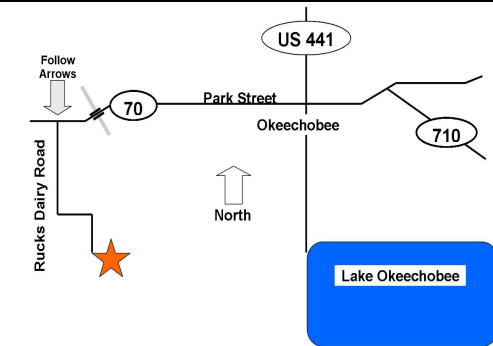 US 441
Follow
Arrows
70
Park Street
Okeechobee
710
Rucks Dairy Road
North
Lake Okeechobee